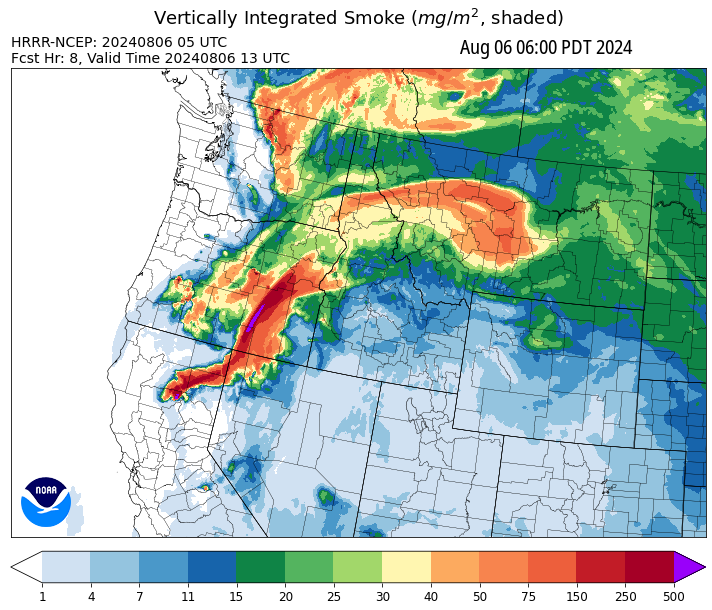 Vertically Integrated Smoke (mg/m², shaded)
HRRR-NCEP: 20240806 05 UTC
Fcst Hr: 8, Valid Time 20240806 13 UTC
Aug 06 06:00 PDT 2024
NOAA
1 4 7 11 15 20 25 30 40 50 75 150 250 500